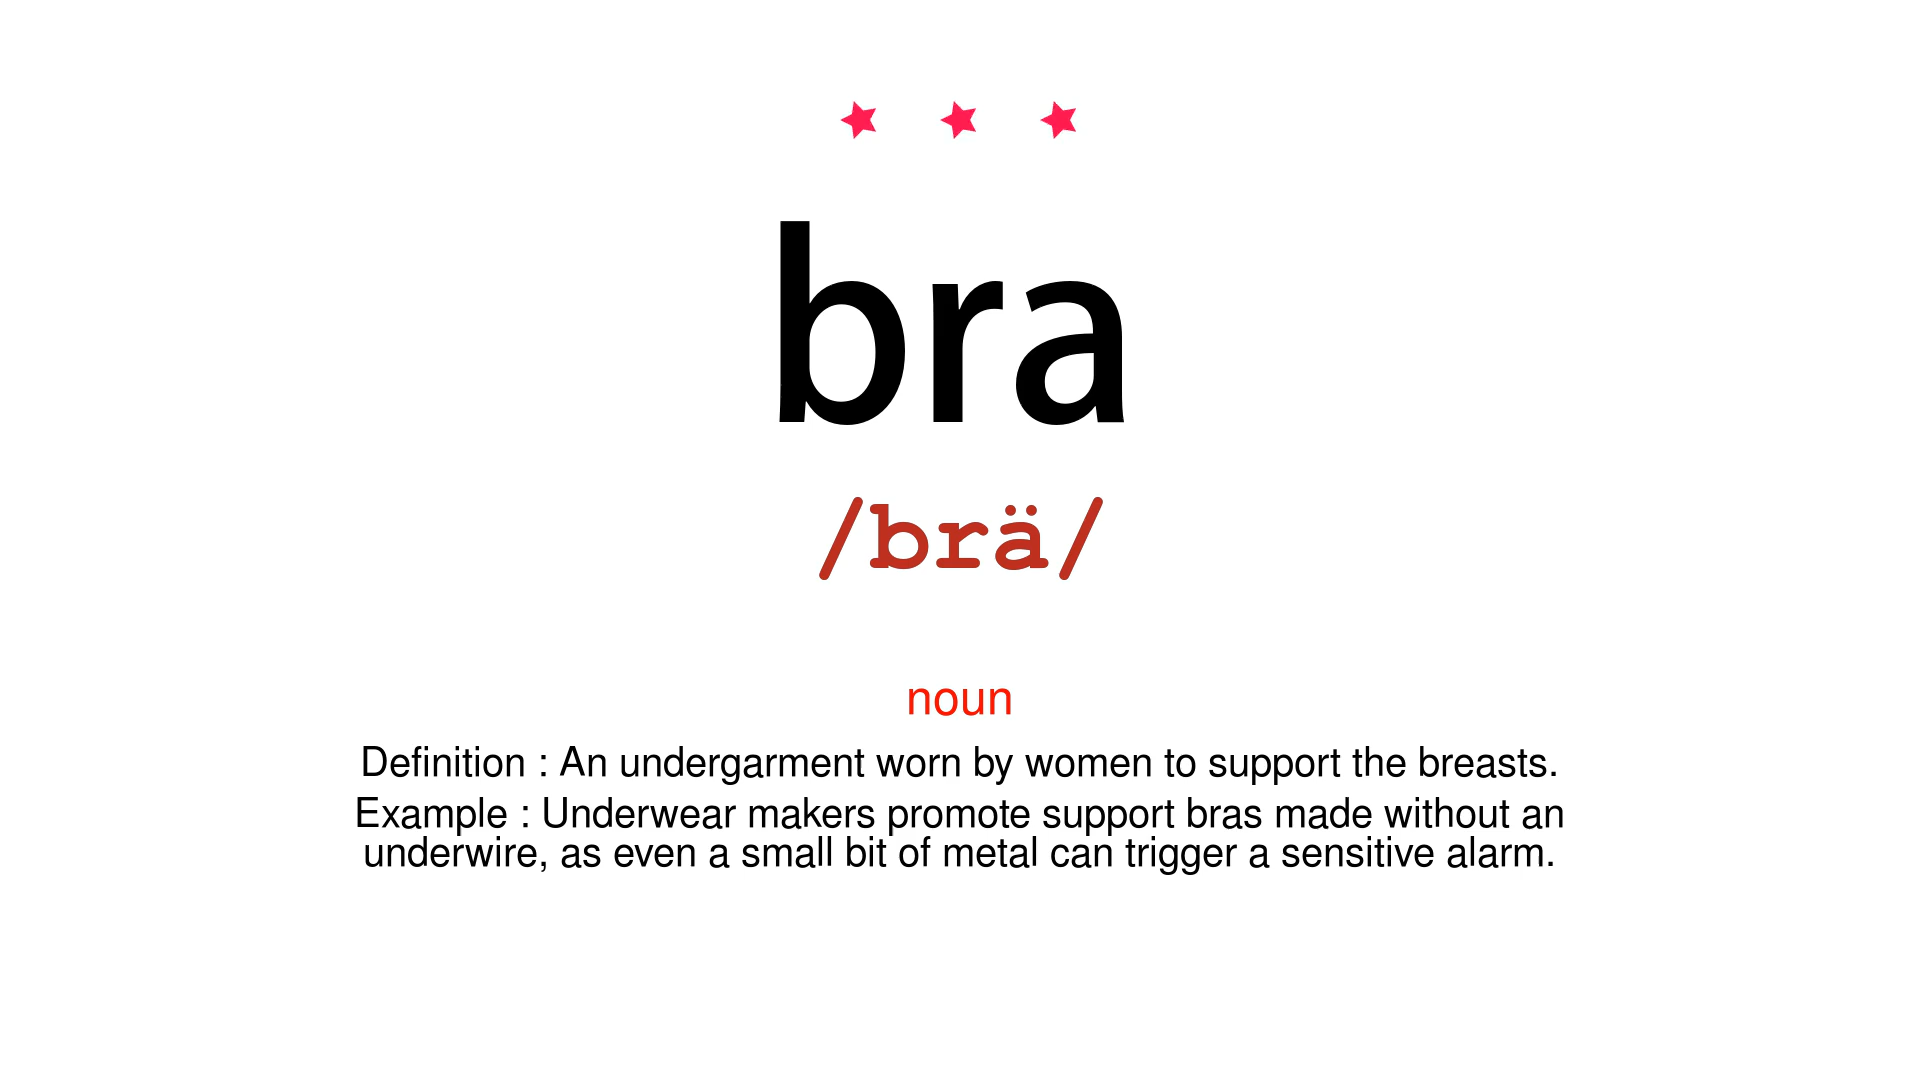 bra
/brä/
noun
Definition : An undergarment worn by women to support the breasts.
Example : Underwear makers promote support bras made without an
underwire, as even a small bit of metal can trigger a sensitive alarm.